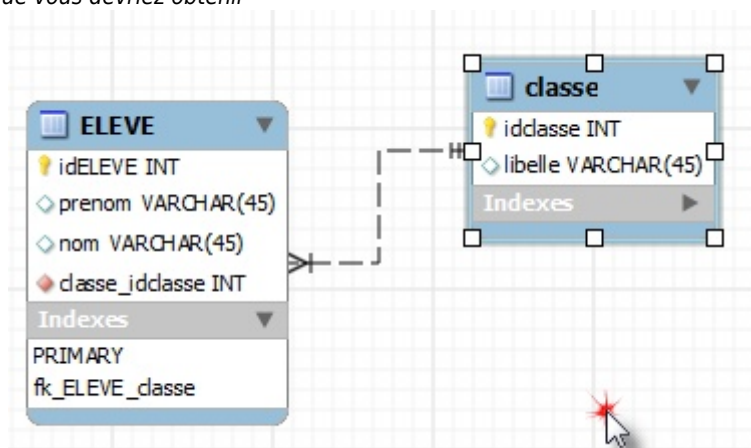 que vous devriez obtenir
classe
idclasse INT
libelle VARCHAR(45)
Indexes
ELEVE
idELEVE INT
prenom VARCHAR(45)
nom VARCHAR(45)
classe_idclasse INT
Indexes
PRIMARY
fk_ELEVE_classe